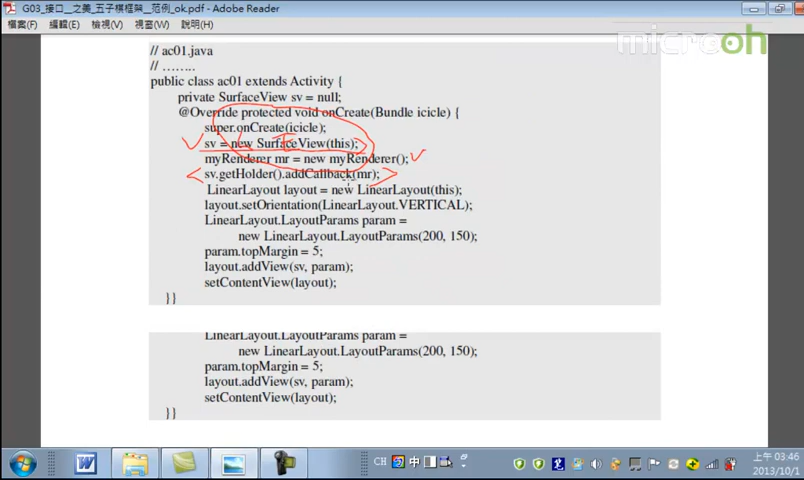 G03_接口__之美_五子棋框架__范例_ok.pdf - Adobe Reader
檔案(F) 編輯(E) 檢視(V) 視窗(W) 說明(H)
microoh
// ac01.java
// ……..
public class ac01 extends Activity {
private SurfaceView sv = null;
@Override protected void onCreate(Bundle icicle) {
super.onCreate(icicle);
sv = new SurfaceView(this);
myRenderer mr = new myRenderer();
sv.getHolder().addCallback(mr);
LinearLayout layout = new LinearLayout(this);
layout.setOrientation(LinearLayout.VERTICAL);
LinearLayout.LayoutParams param =
new LinearLayout.LayoutParams(200, 150);
param.topMargin = 5;
layout.addView(sv, param);
setContentView(layout);
}}
LinearLayout.LayoutParams param =
new LinearLayout.LayoutParams(200, 150);
param.topMargin = 5;
layout.addView(sv, param);
setContentView(layout);
}}
CH 中
上午 03:46
2013/10/1